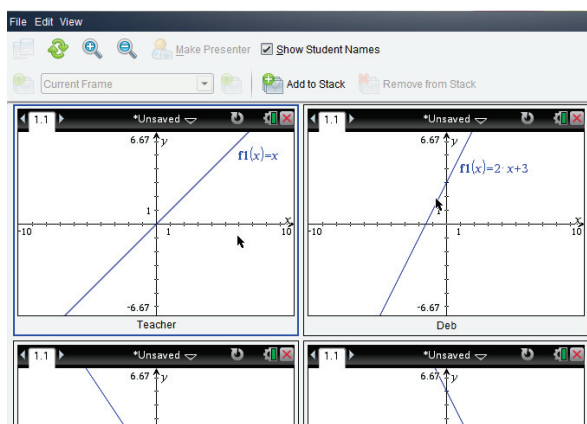 File Edit View
Make Presenter Show Student Names
Current Frame Add to Stack Remove from Stack
1.1 *Unsaved
6.67 y
f1(x)=x
1
x
-10 1 10
-6.67
Teacher
1.1 *Unsaved
6.67 y
f1(x)=2·x+3
1
x
-10 1 10
-6.67
Deb
1.1 *Unsaved
6.67 y
1.1 *Unsaved
6.67 y